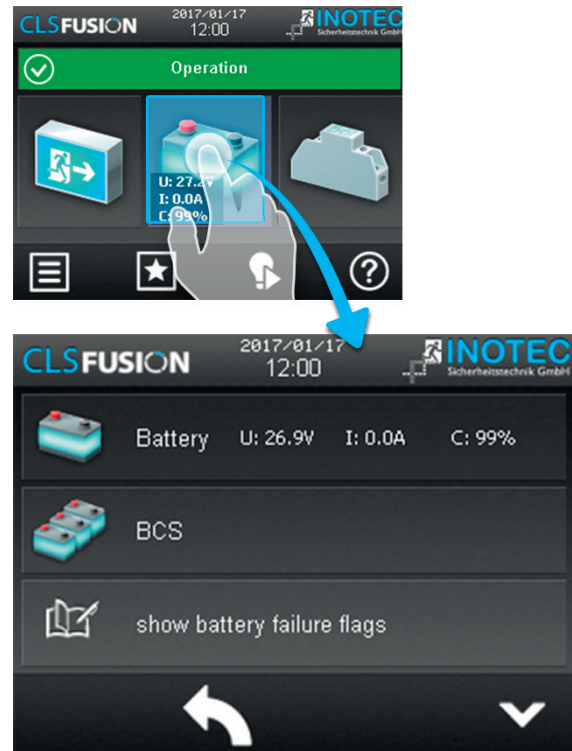 CLSFUSION
2017/01/17
12:00
INOTEC
Sicherheitstechnik GmbH
Operation
U: 27.2V
I: 0.0A
C: 99%
CLSFUSION
2017/01/17
12:00
INOTEC
Sicherheitstechnik GmbH
Battery U: 26.9V I: 0.0A C: 99%
BCS
show battery failure flags